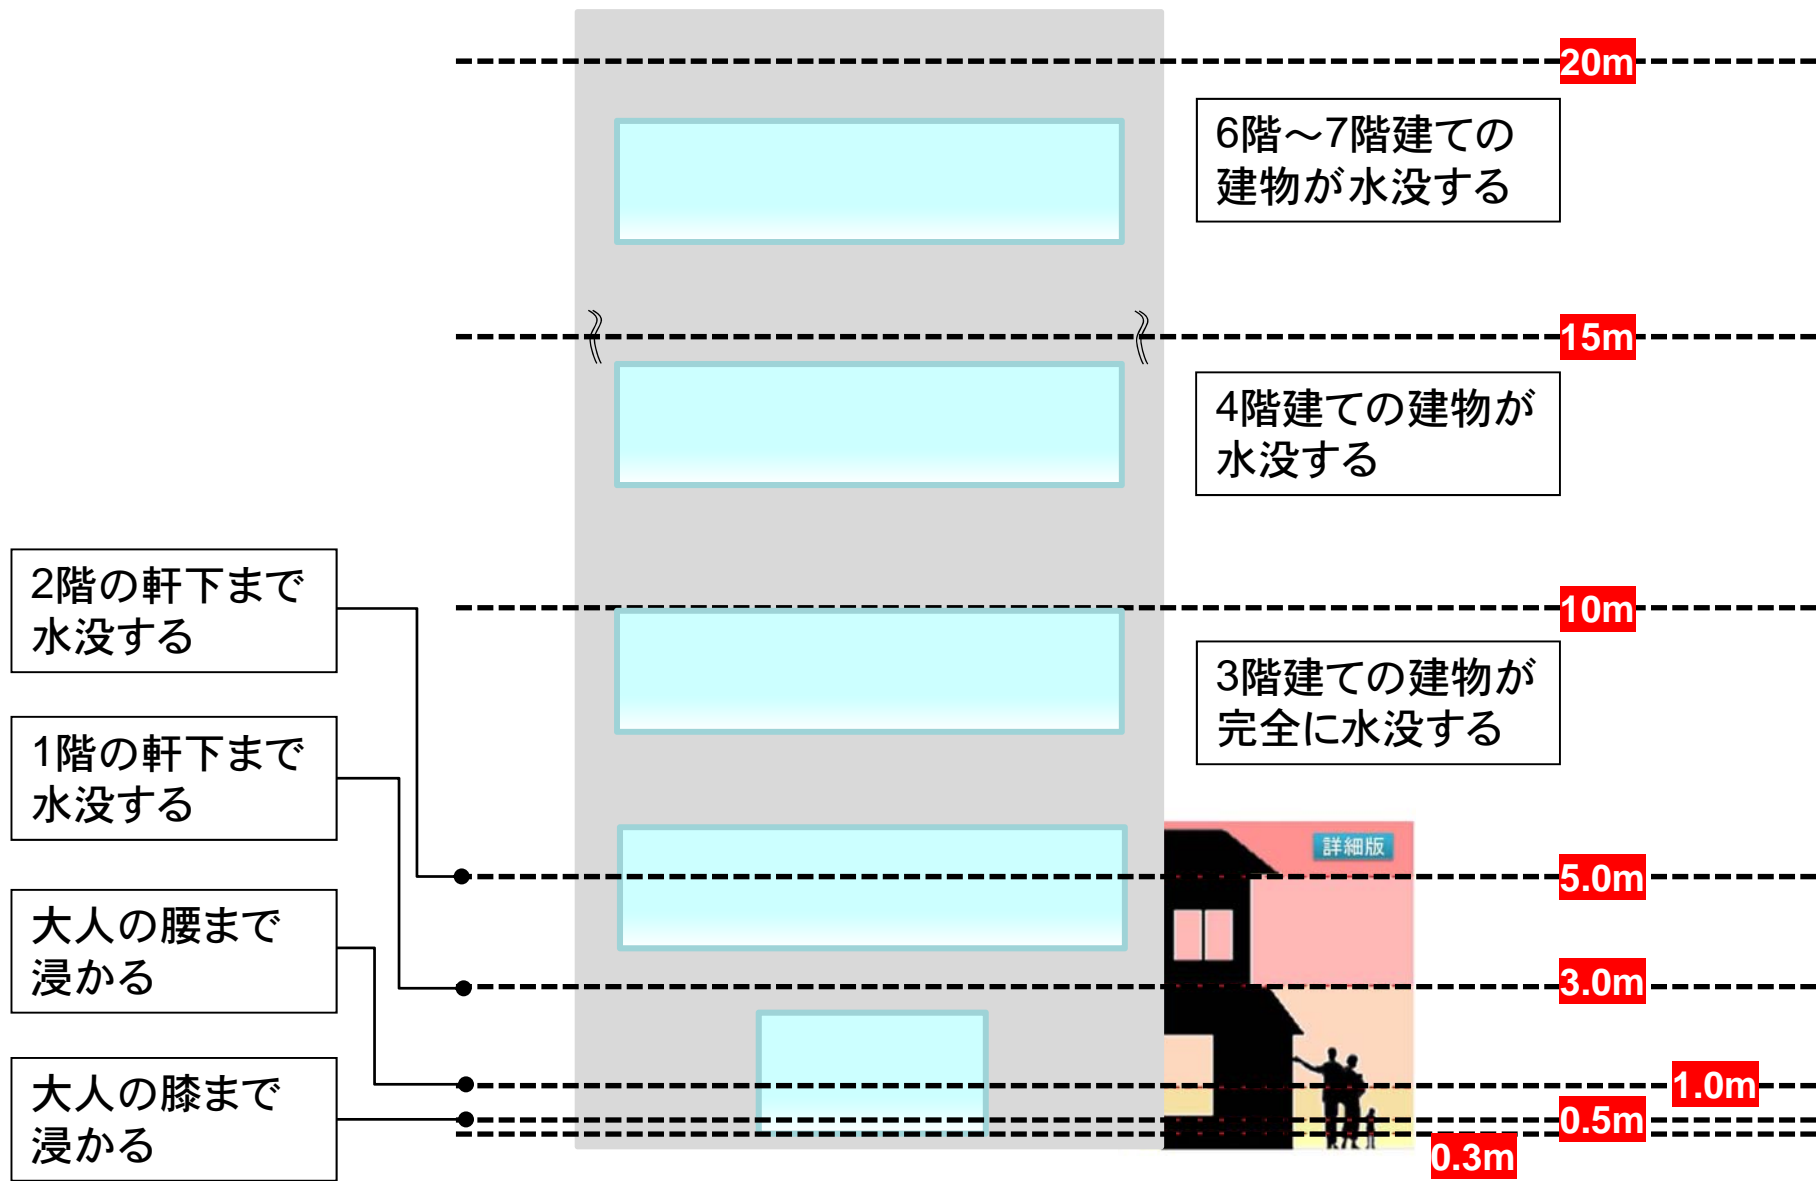 20m
6階～7階建ての
建物が水没する
15m
4階建ての建物が
水没する
2階の軒下まで
水没する
10m
3階建ての建物が
完全に水没する
1階の軒下まで
水没する
詳細版
5.0m
大人の腰まで
浸かる
3.0m
大人の膝まで
浸かる
1.0m
0.5m
0.3m